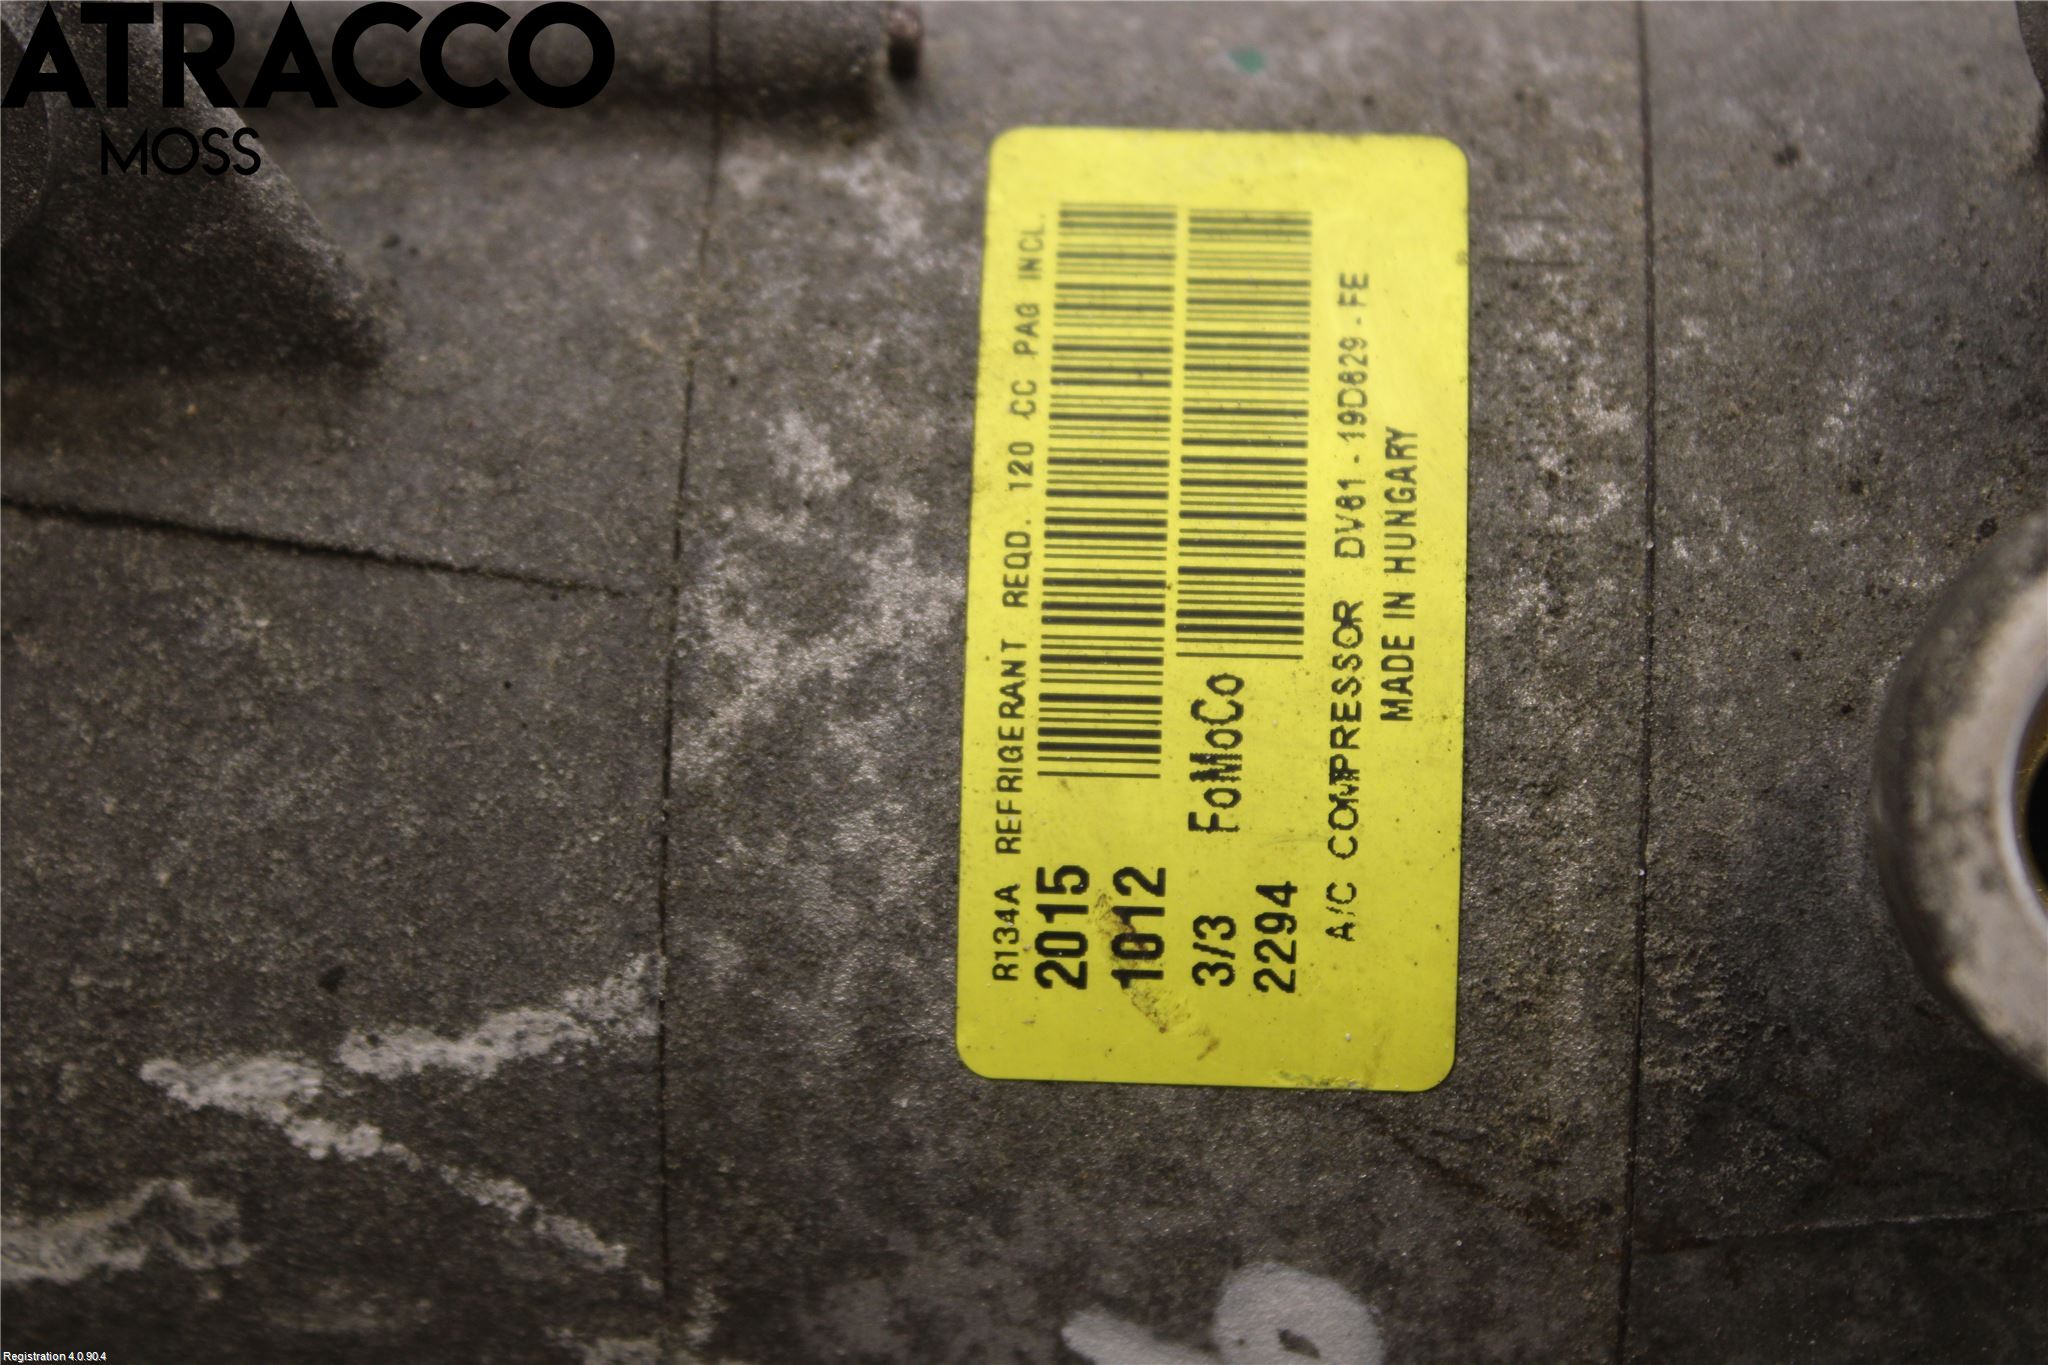 ATRACCO
MOSS
R134A REFRIGERANT REQD. 120 CC PAG INCL.
2015
1012
3/3 FoMoCo
2294
A/C COMPRESSOR DV61-19D629-FE
MADE IN HUNGARY
Registration 4.0.90.4